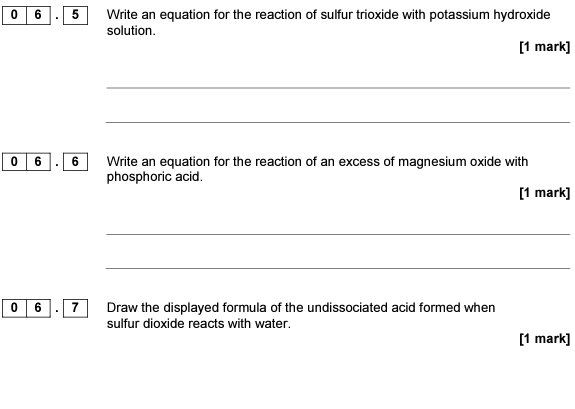 0 6 . 5 Write an equation for the reaction of sulfur trioxide with potassium hydroxide
solution.
[1 mark]
0 6 . 6 Write an equation for the reaction of an excess of magnesium oxide with
phosphoric acid.
[1 mark]
0 6 . 7 Draw the displayed formula of the undissociated acid formed when
sulfur dioxide reacts with water.
[1 mark]